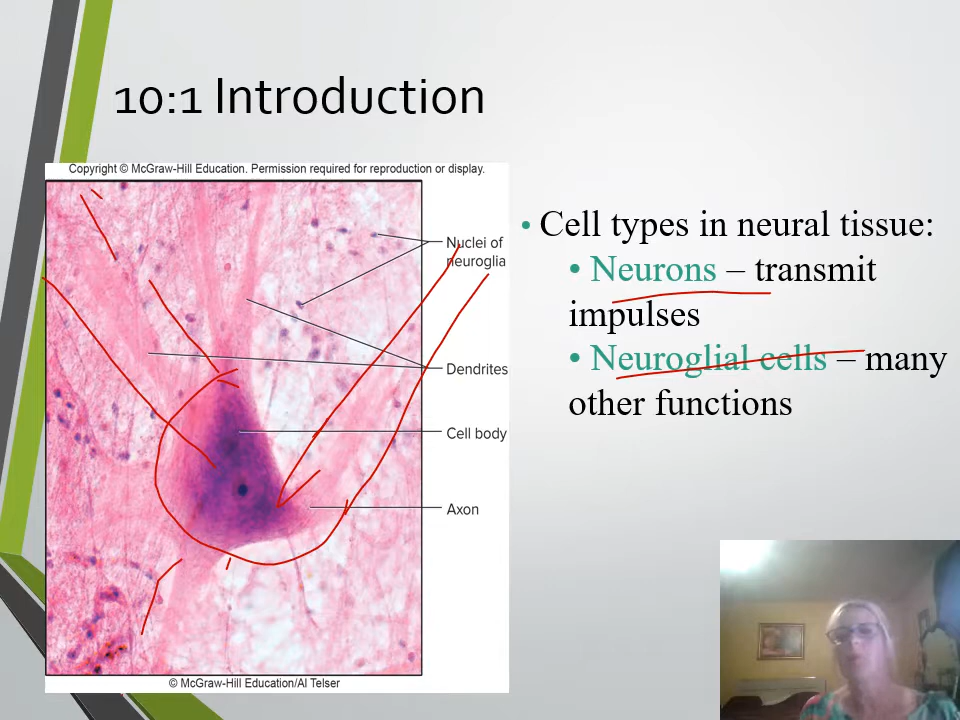 10:1 Introduction
Copyright © McGraw-Hill Education. Permission required for reproduction or display.
Nuclei of
neuroglia
Dendrites
Cell body
Axon
© McGraw-Hill Education/Al Telser
• Cell types in neural tissue:
• Neurons – transmit
impulses
• Neuroglial cells – many
other functions